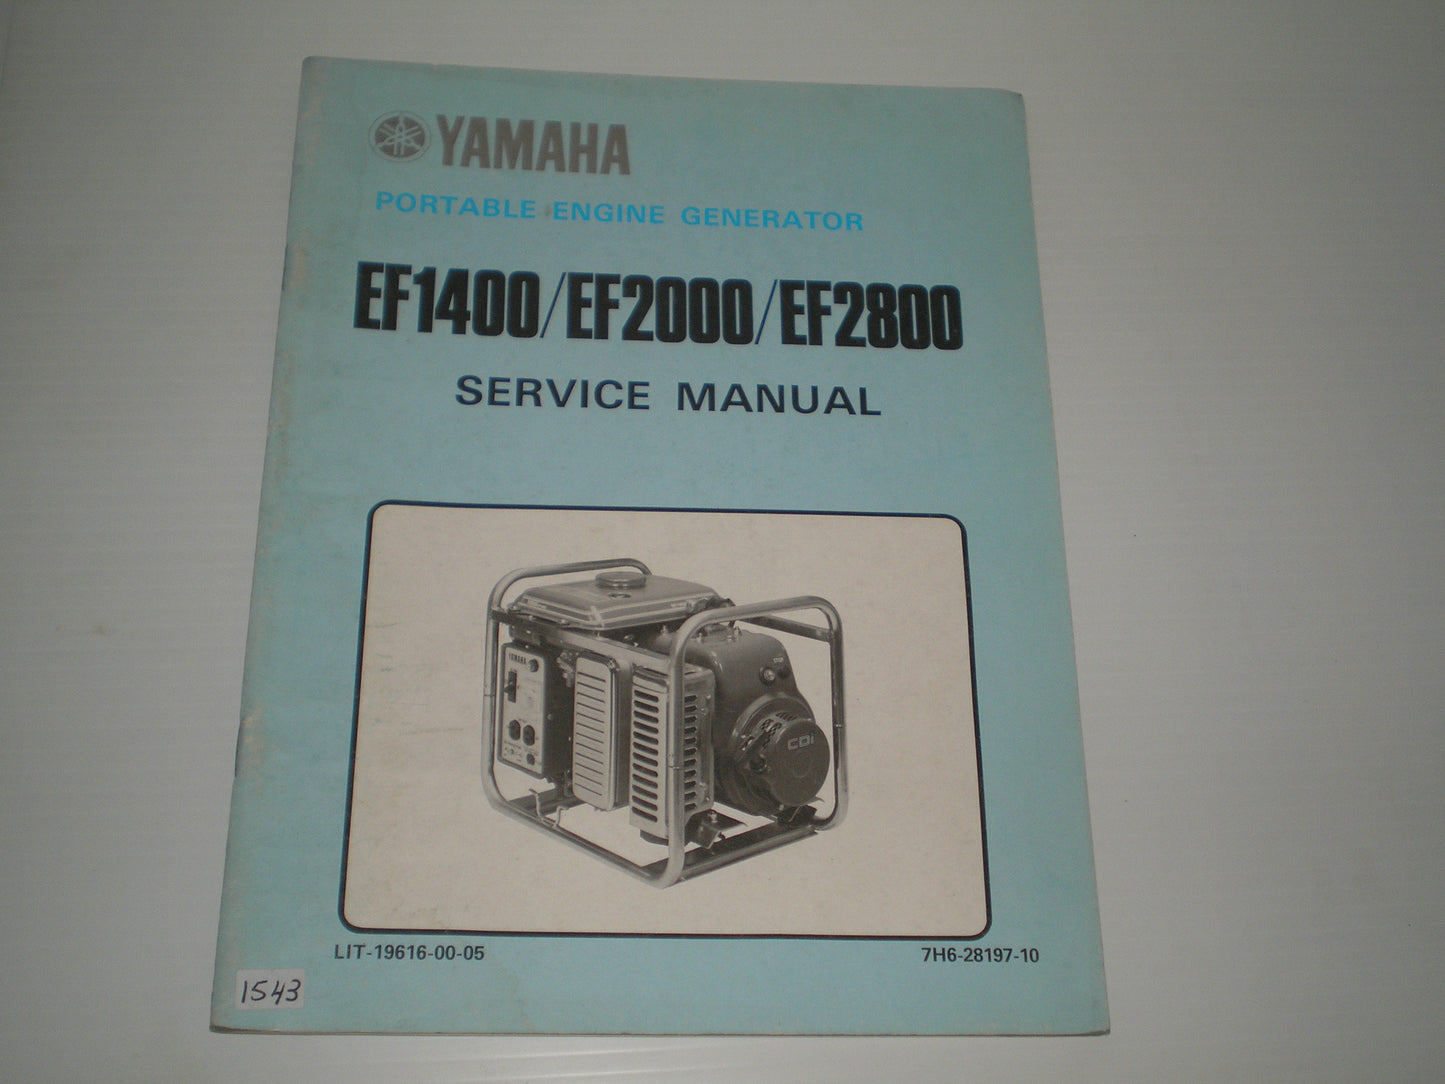 YAMAHA
PORTABLE ENGINE GENERATOR
EF1400/EF2000/EF2800
SERVICE MANUAL
YAMAHA
STOP
CDI
LIT-19616-00-05
7H6-28197-10
1543